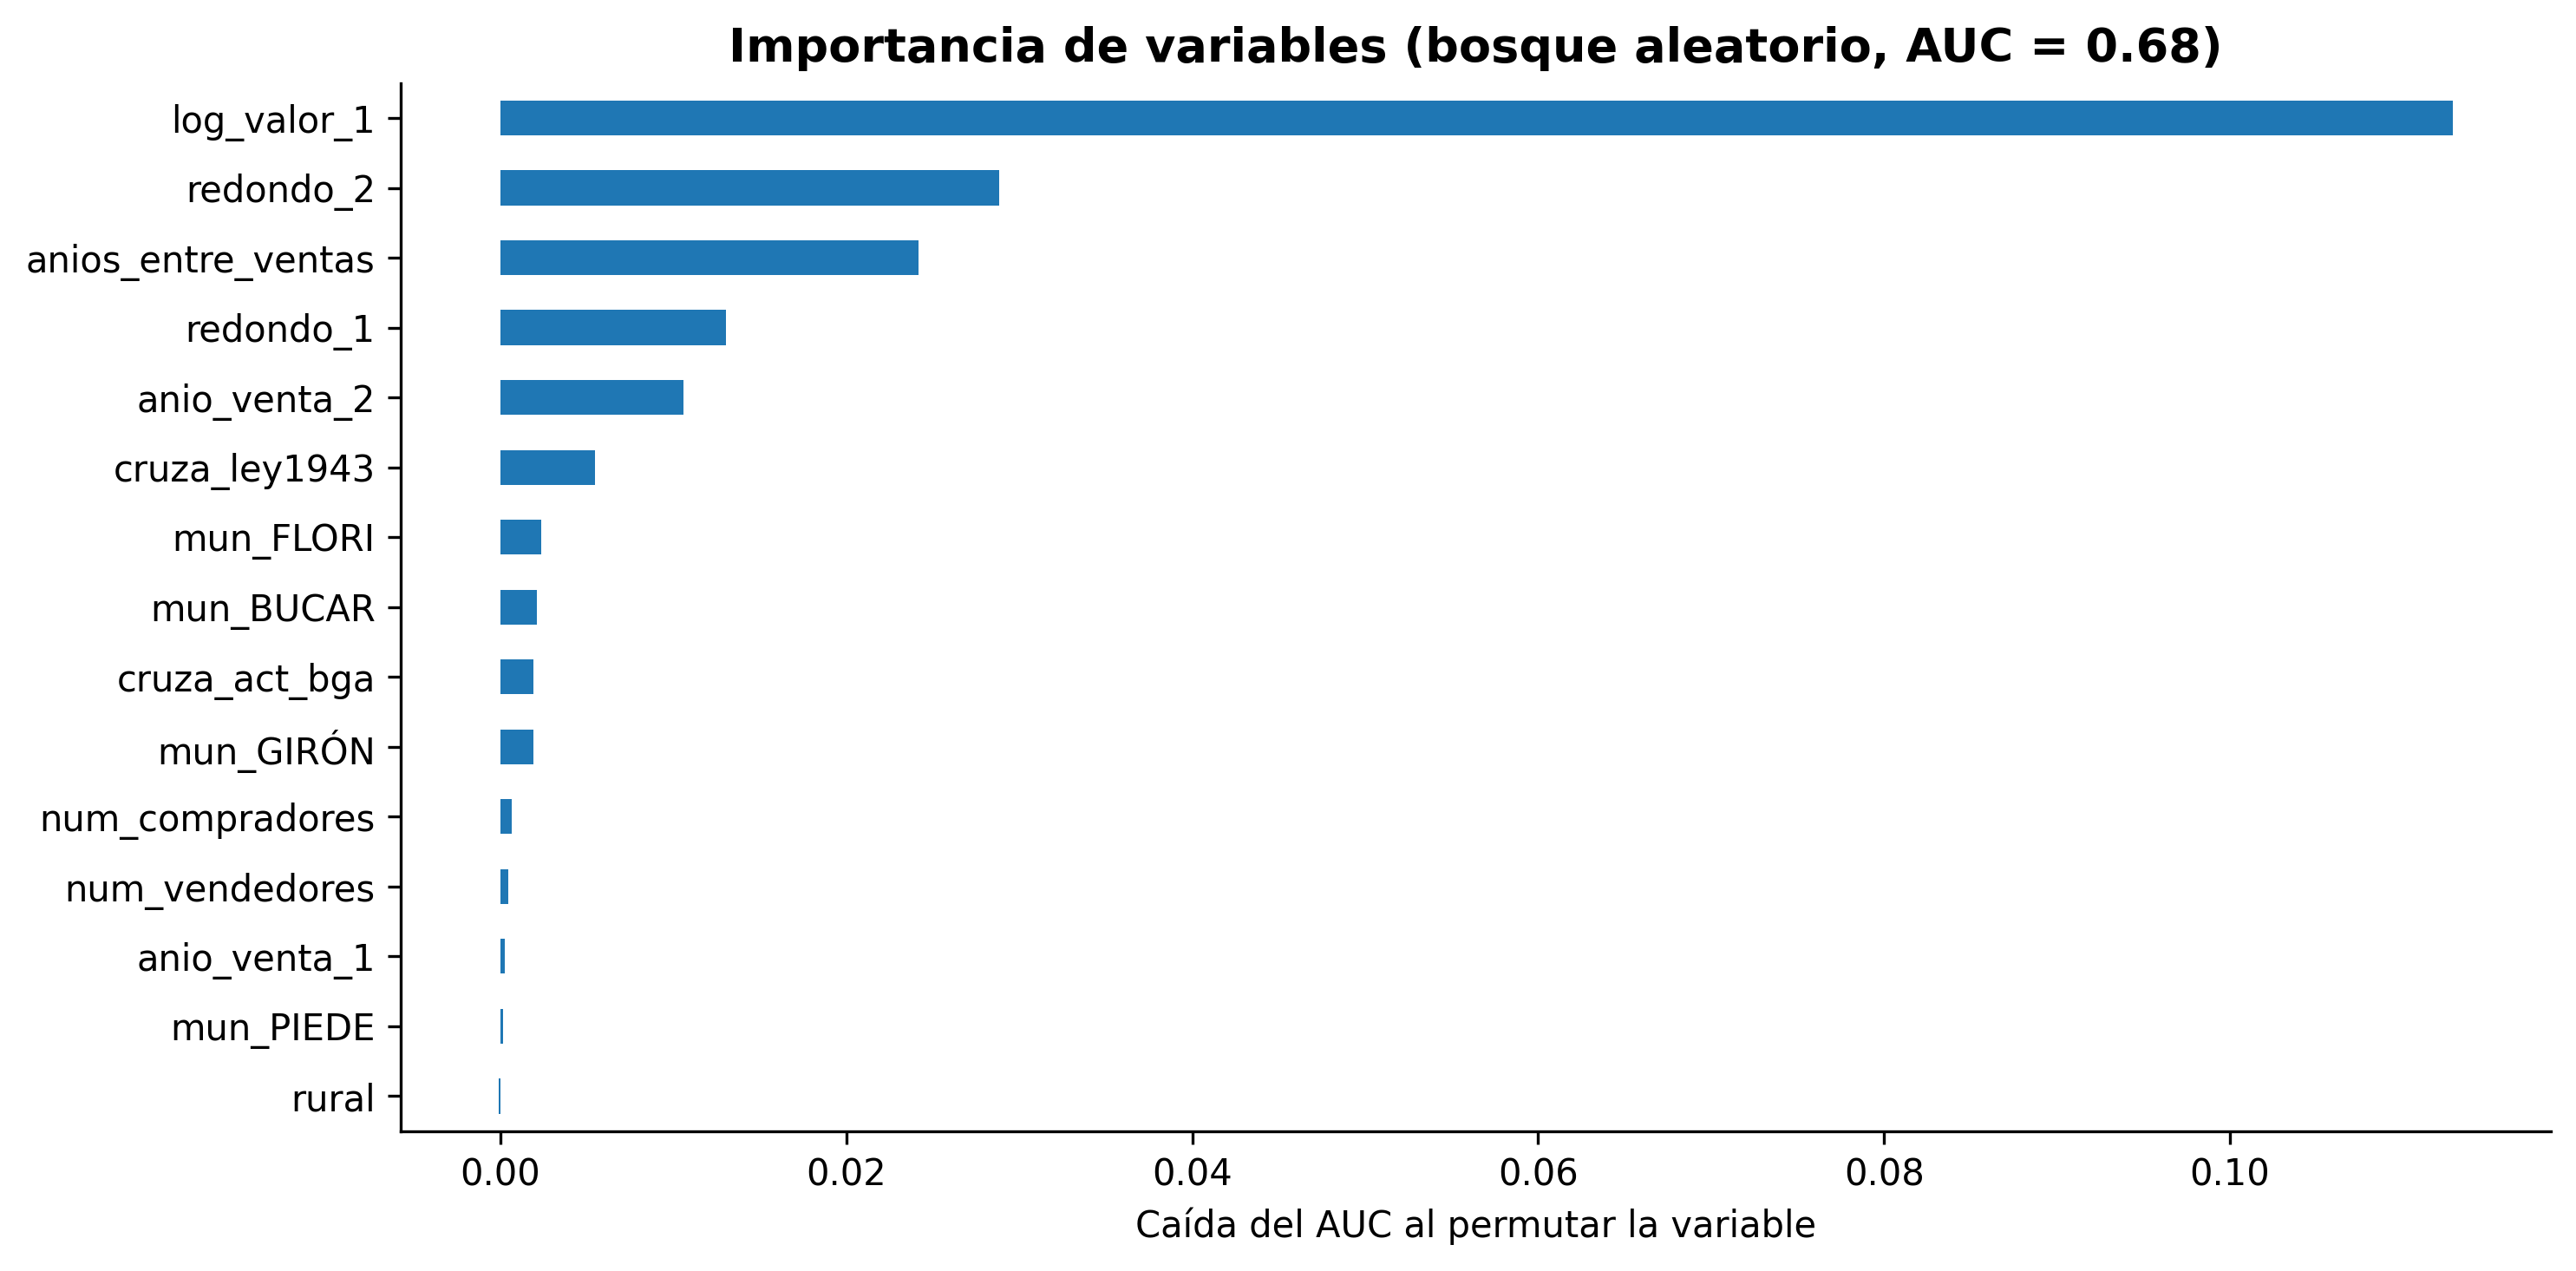 Importancia de variables (bosque aleatorio, AUC = 0.68)
log_valor_1
redondo_2
anios_entre_ventas
redondo_1
anio_venta_2
cruza_ley1943
mun_FLORI
mun_BUCAR
cruza_act_bga
mun_GIRÓN
num_compradores
num_vendedores
anio_venta_1
mun_PIEDE
rural
0.00 0.02 0.04 0.06 0.08 0.10
Caída del AUC al permutar la variable